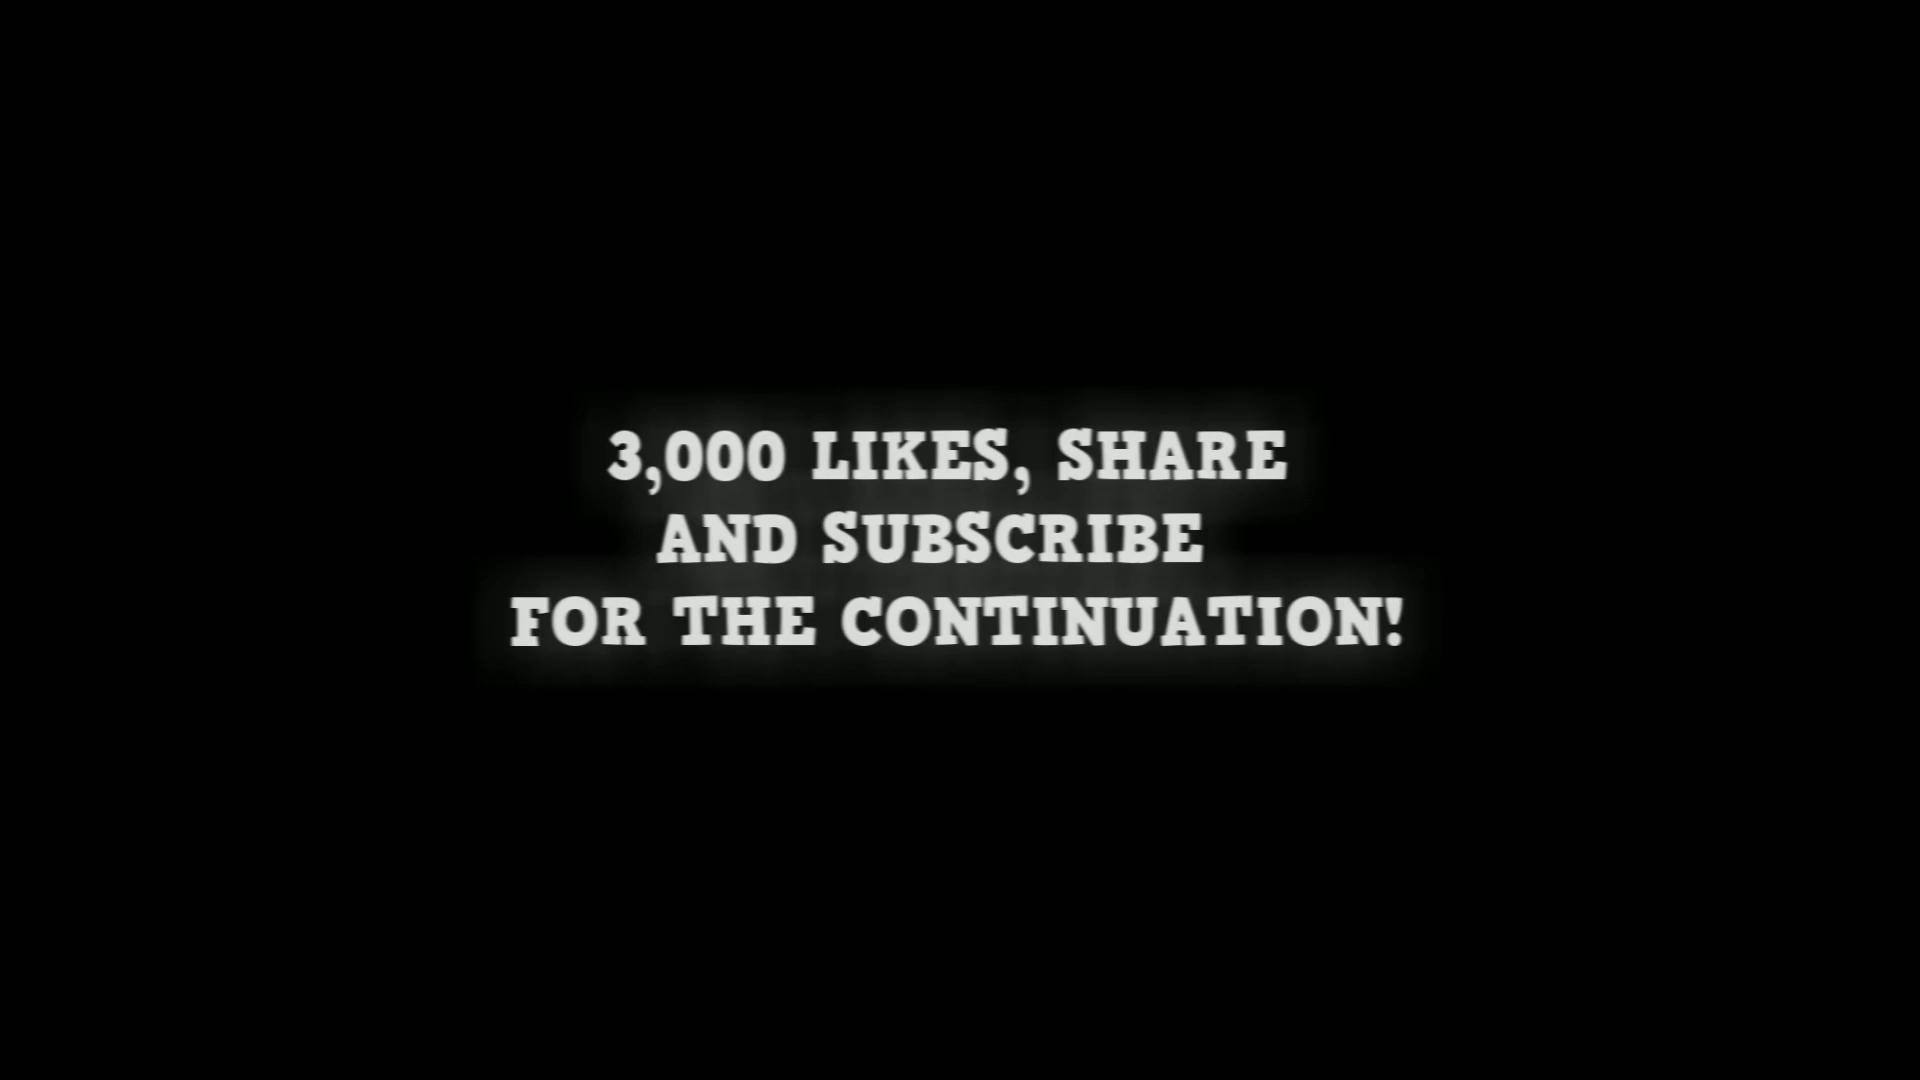 3,000 LIKES, SHARE
AND SUBSCRIBE
FOR THE CONTINUATION!